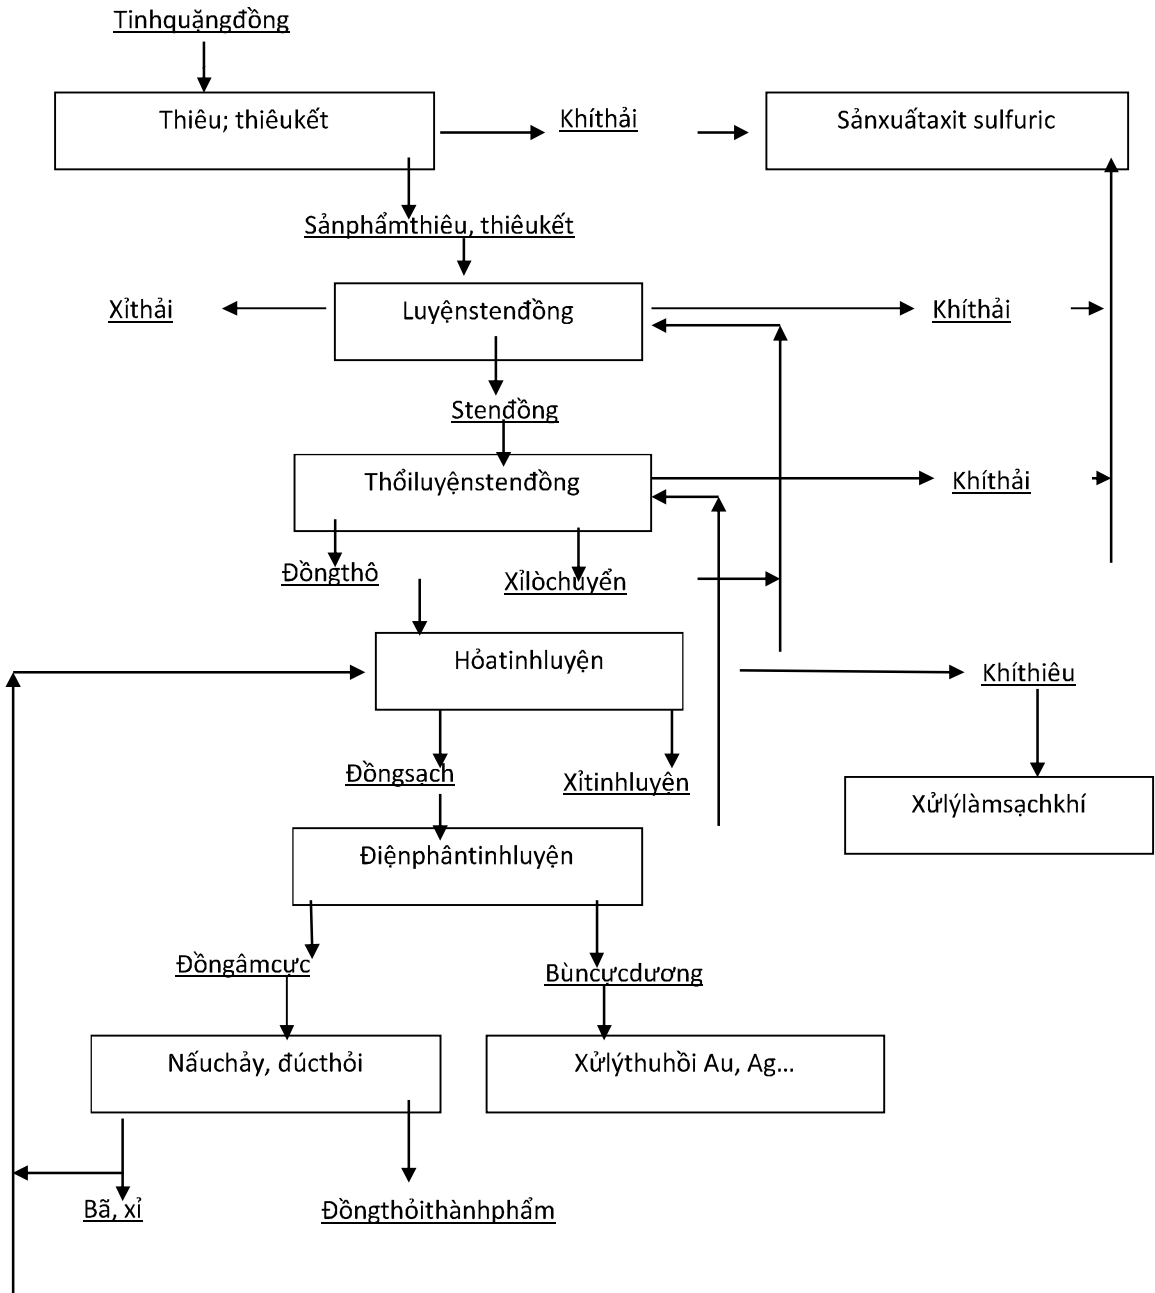 Tinhquặngđồng
Thiêu; thiêukết
Khíthải
Sảnxuấtaxit sulfuric
Sảnphẩmthiêu, thiêukết
Xỉthải
Luyệnstenđồng
Khíthải
Stenđồng
Thổiluyệnstenđồng
Khíthải
Đồngthô
Xỉlòchuyển
Hỏatinhluyện
Khíthiêu
Đồngsạch
Xỉtinhluyện
Xửlýlàmsạchkhí
Điệnphântinhluyện
Đồngâmcực
Bùncựcdương
Nấuchảy, đúcthỏi
Xửlýthuhồi Au, Ag...
Bã, xỉ
Đồngthỏithànhphẩm